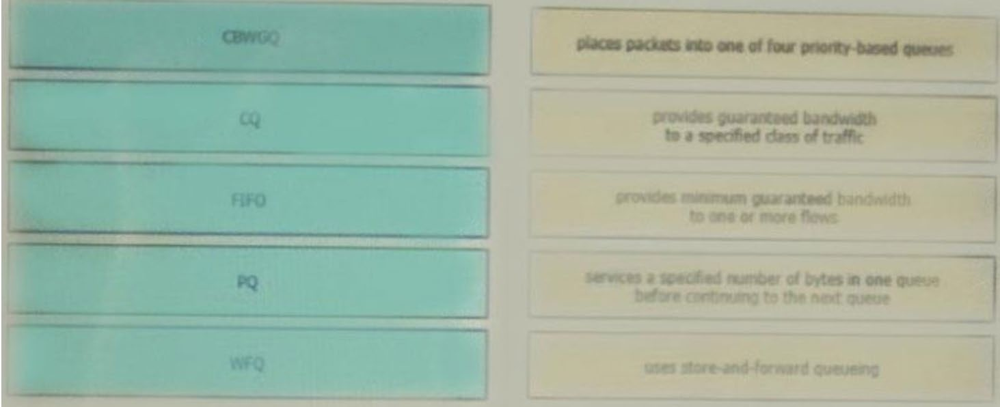 CBWGQ
places packets into one of four priority-based queues
CQ
provides guaranteed bandwidth
to a specified class of traffic
FIFO
provides minimum guaranteed bandwidth
to one or more flows
PQ
services a specified number of bytes in one queue
before continuing to the next queue
WFQ
uses store-and-forward queueing